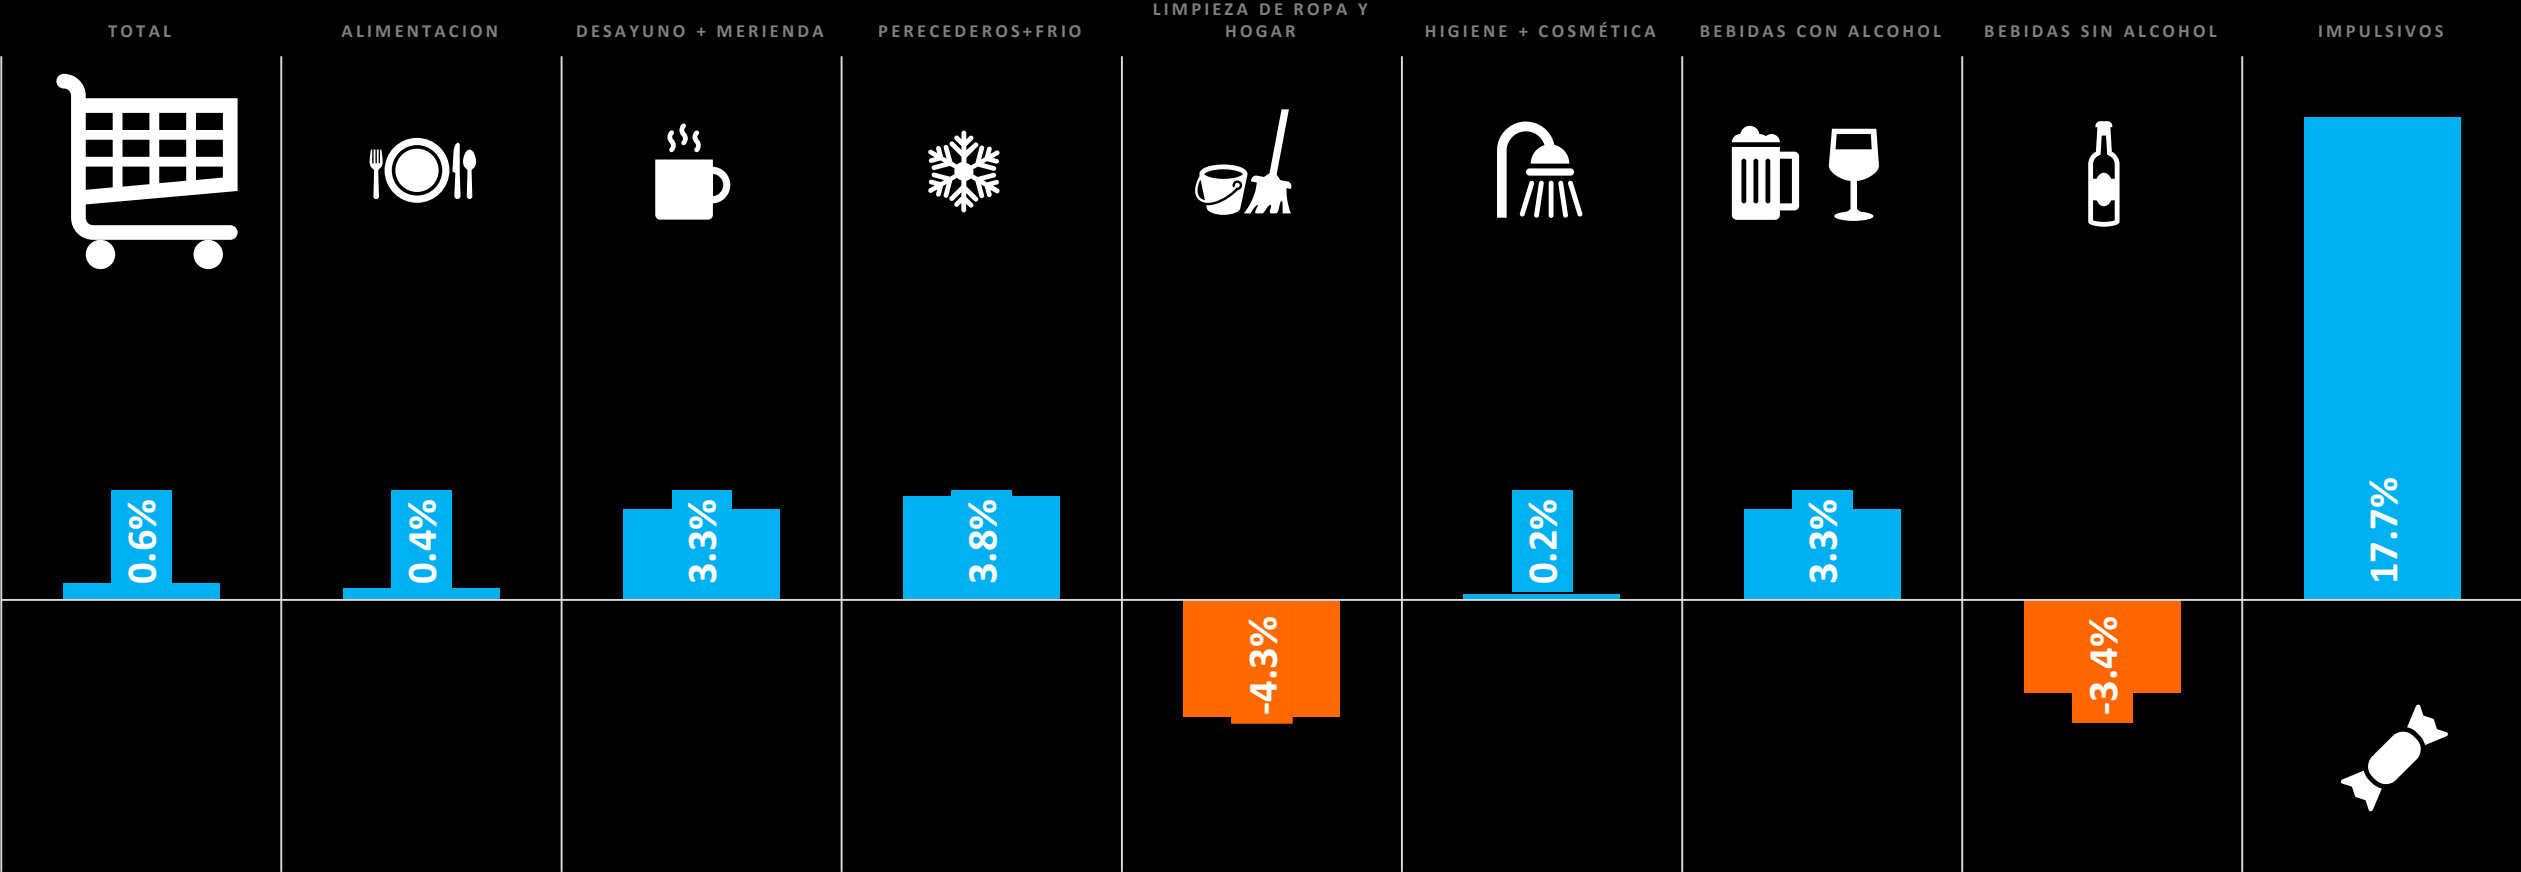 TOTAL
ALIMENTACION
DESAYUNO + MERIENDA
PERECEDEROS+FRIO
LIMPIEZA DE ROPA Y
HOGAR
HIGIENE + COSMÉTICA
BEBIDAS CON ALCOHOL
BEBIDAS SIN ALCOHOL
IMPULSIVOS
0.6%
0.4%
3.3%
3.8%
-4.3%
0.2%
3.3%
-3.4%
17.7%